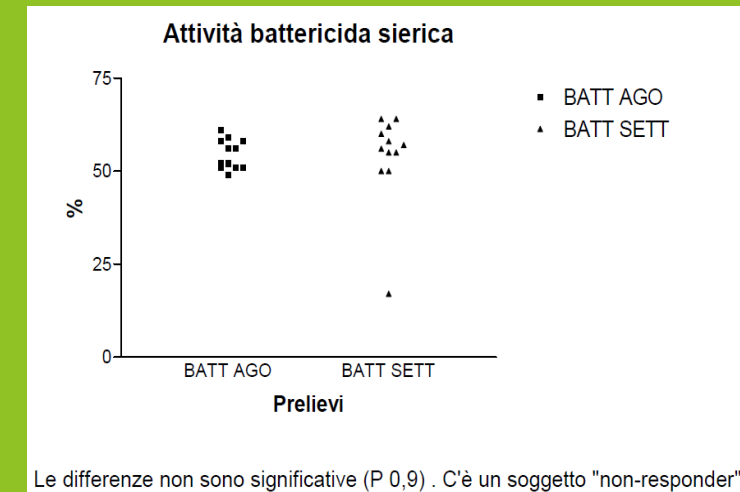 Attività battericida sierica
75
50
25
0
%
BATT AGO
BATT SETT
BATT AGO
BATT SETT
Prelievi
Le differenze non sono significative (P 0,9) . C'è un soggetto "non-responder"